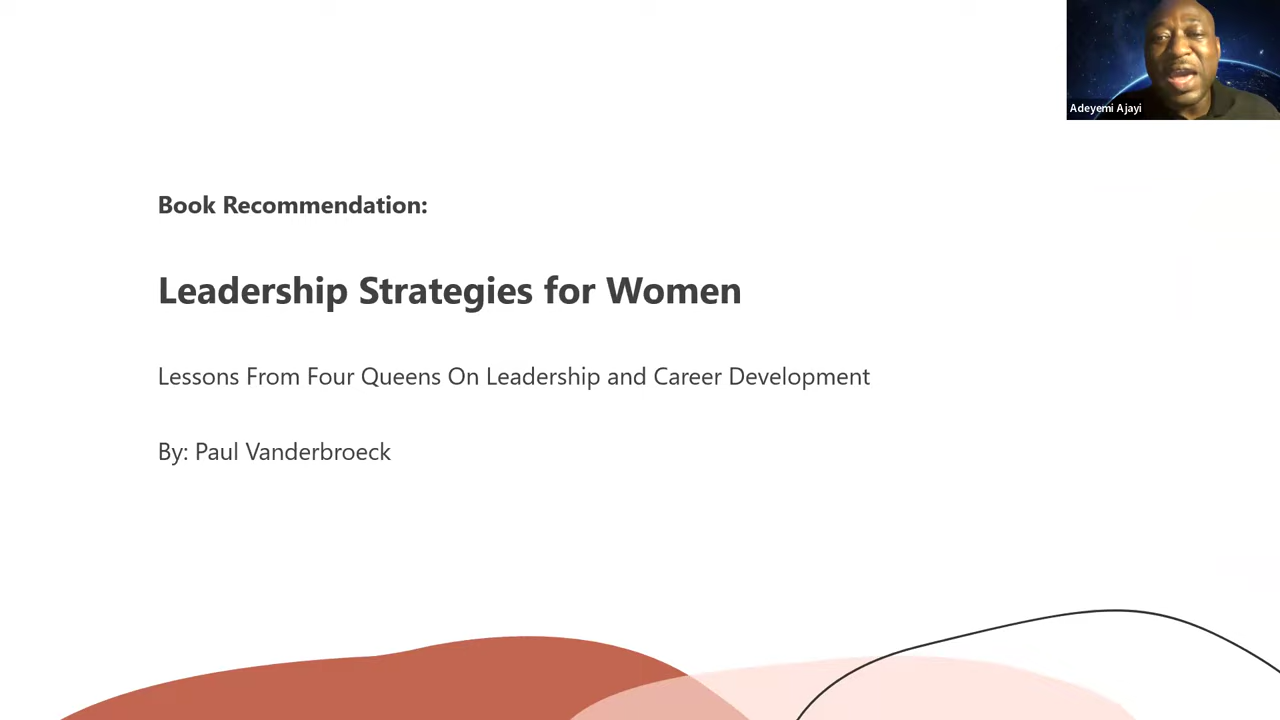 Adeyemi Ajayi
Book Recommendation:
Leadership Strategies for Women
Lessons From Four Queens On Leadership and Career Development
By: Paul Vanderbroeck